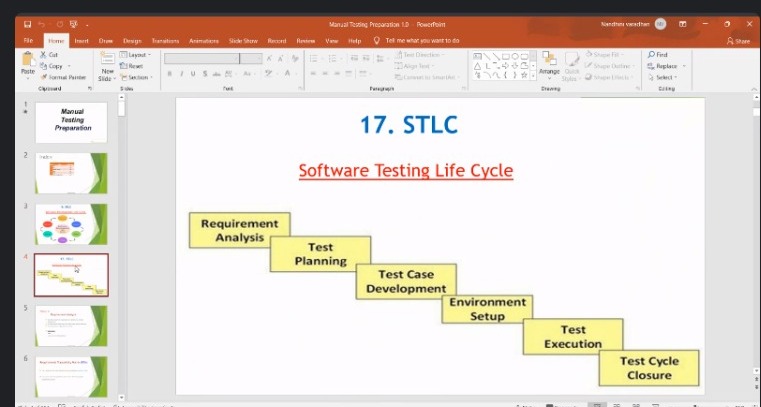 Manual Testing Preparation 1.0 - PowerPoint
Nandhini varadhan
File Home Insert Draw Design Transitions Animations Slide Show Record Review View Help Tell me what you want to do
Share
Cut
Copy
Format Painter
Paste
New
Slide
Layout
Reset
Section
Text Direction
Align Text
Convert to SmartArt
Arrange
Quick
Styles
Shape Fill
Shape Outline
Shape Effects
Find
Replace
Select
Clipboard
Slides
Font
Paragraph
Drawing
Editing
1
Manual
Testing
Preparation
2
3
4
5
6
17. STLC
Software Testing Life Cycle
Requirement
Analysis
Test
Planning
Test Case
Development
Environment
Setup
Test
Execution
Test Cycle
Closure